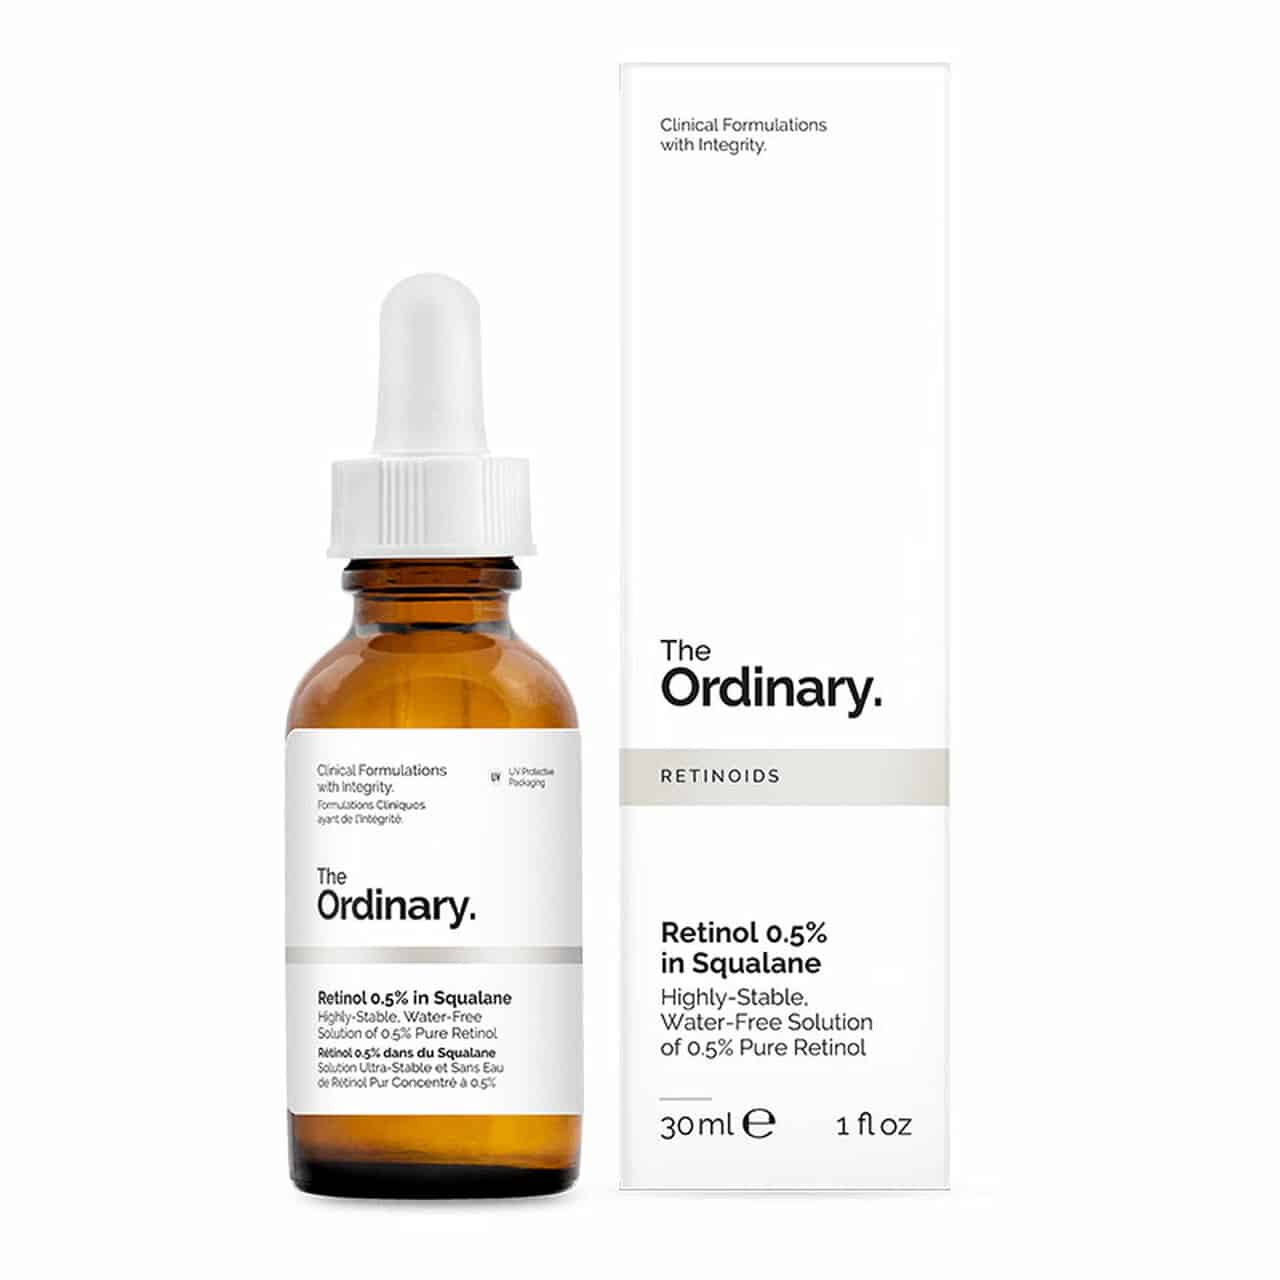 Clinical Formulations
with Integrity.
Formulations Cliniques
ayant de l'intégrité.
UV
UV Protective
Packaging
The
Ordinary.
Retinol 0.5% in Squalane
Highly-Stable, Water-Free
Solution of 0.5% Pure Retinol
Rétinol 0.5% dans du Squalane
Solution Ultra-Stable et Sans Eau
de Rétinol Pur Concentré à 0.5%
Clinical Formulations
with Integrity.
The
Ordinary.
RETINOIDS
Retinol 0.5%
in Squalane
Highly-Stable,
Water-Free Solution
of 0.5% Pure Retinol
30 ml ℮ 1 fl oz